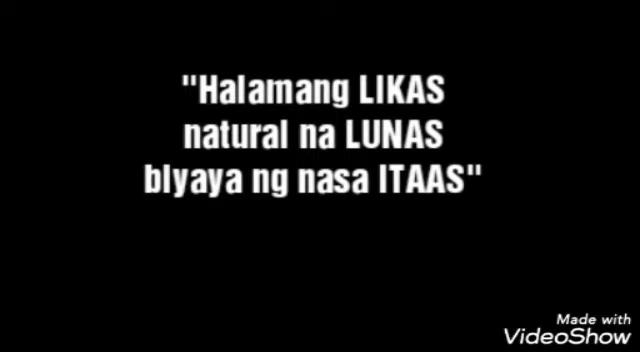 "Halamang LIKAS
natural na LUNAS
bIyaya ng nasa ITAAS"
Made with
VideoShow